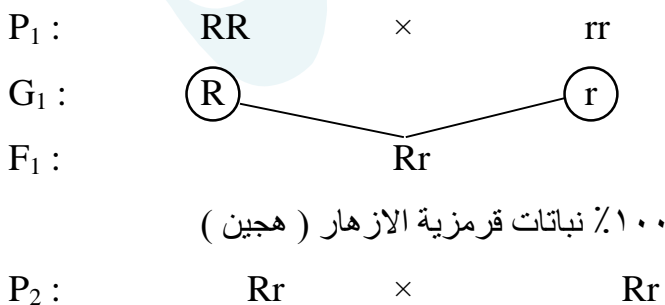 P₁ : RR × rr
G₁ : R r
F₁ : Rr
١٠٠٪ نباتات قرمزية الازهار ( هجين )
P₂ : Rr × Rr